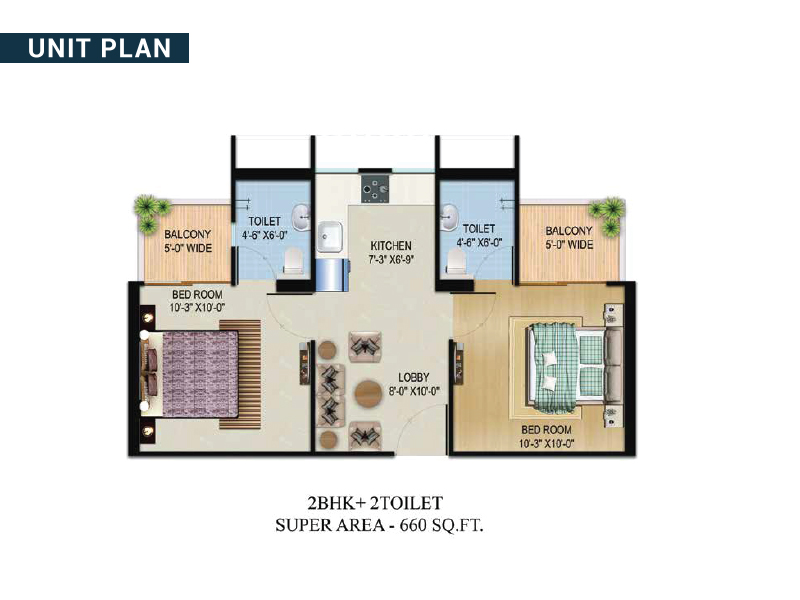 UNIT PLAN
BALCONY
5'-0" WIDE
TOILET
4'-6" X6'-0"
KITCHEN
7'-3" X6'-9"
TOILET
4'-6" X6'-0"
BALCONY
5'-0" WIDE
BED ROOM
10'-3" X10'-0"
LOBBY
8'-0" X10'-0"
BED ROOM
10'-3" X10'-0"
2BHK+ 2TOILET
SUPER AREA - 660 SQ.FT.